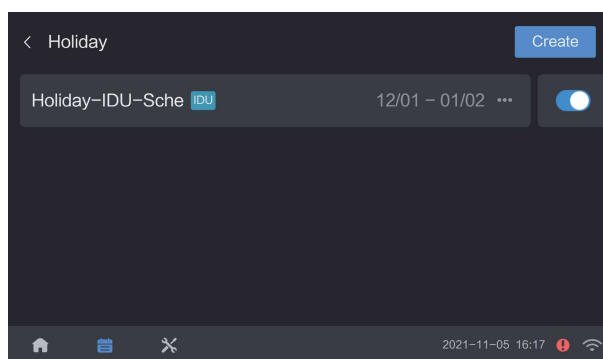 < Holiday
Create
Holiday-IDU-Sche IDU
12/01 - 01/02 •••
2021-11-05 16:17